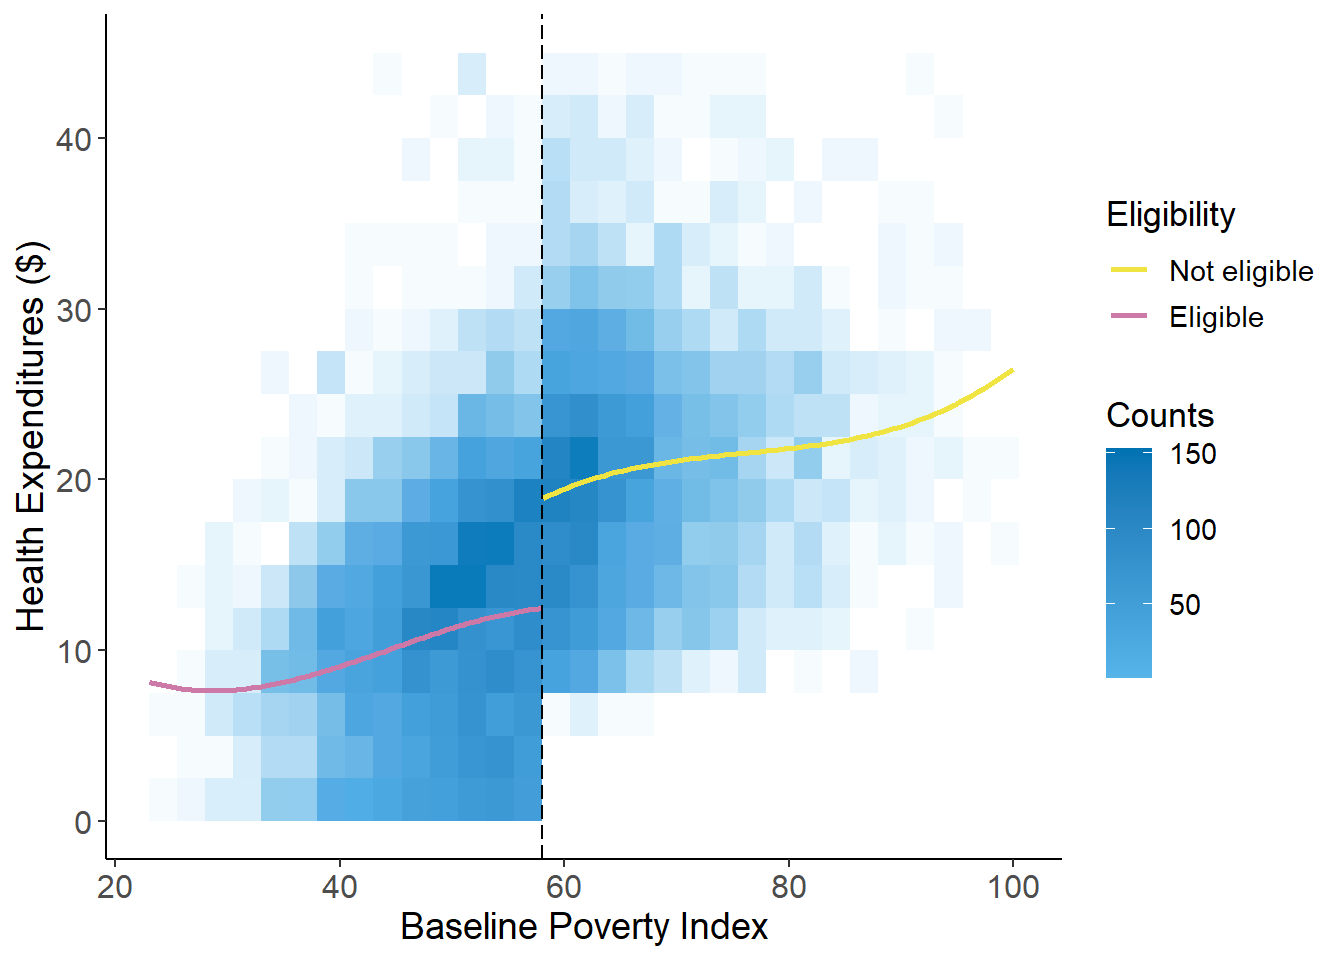 40
30
20
10
0
20
40
60
80
100
Health Expenditures ($)
Baseline Poverty Index
Eligibility
Not eligible
Eligible
Counts
150
100
50